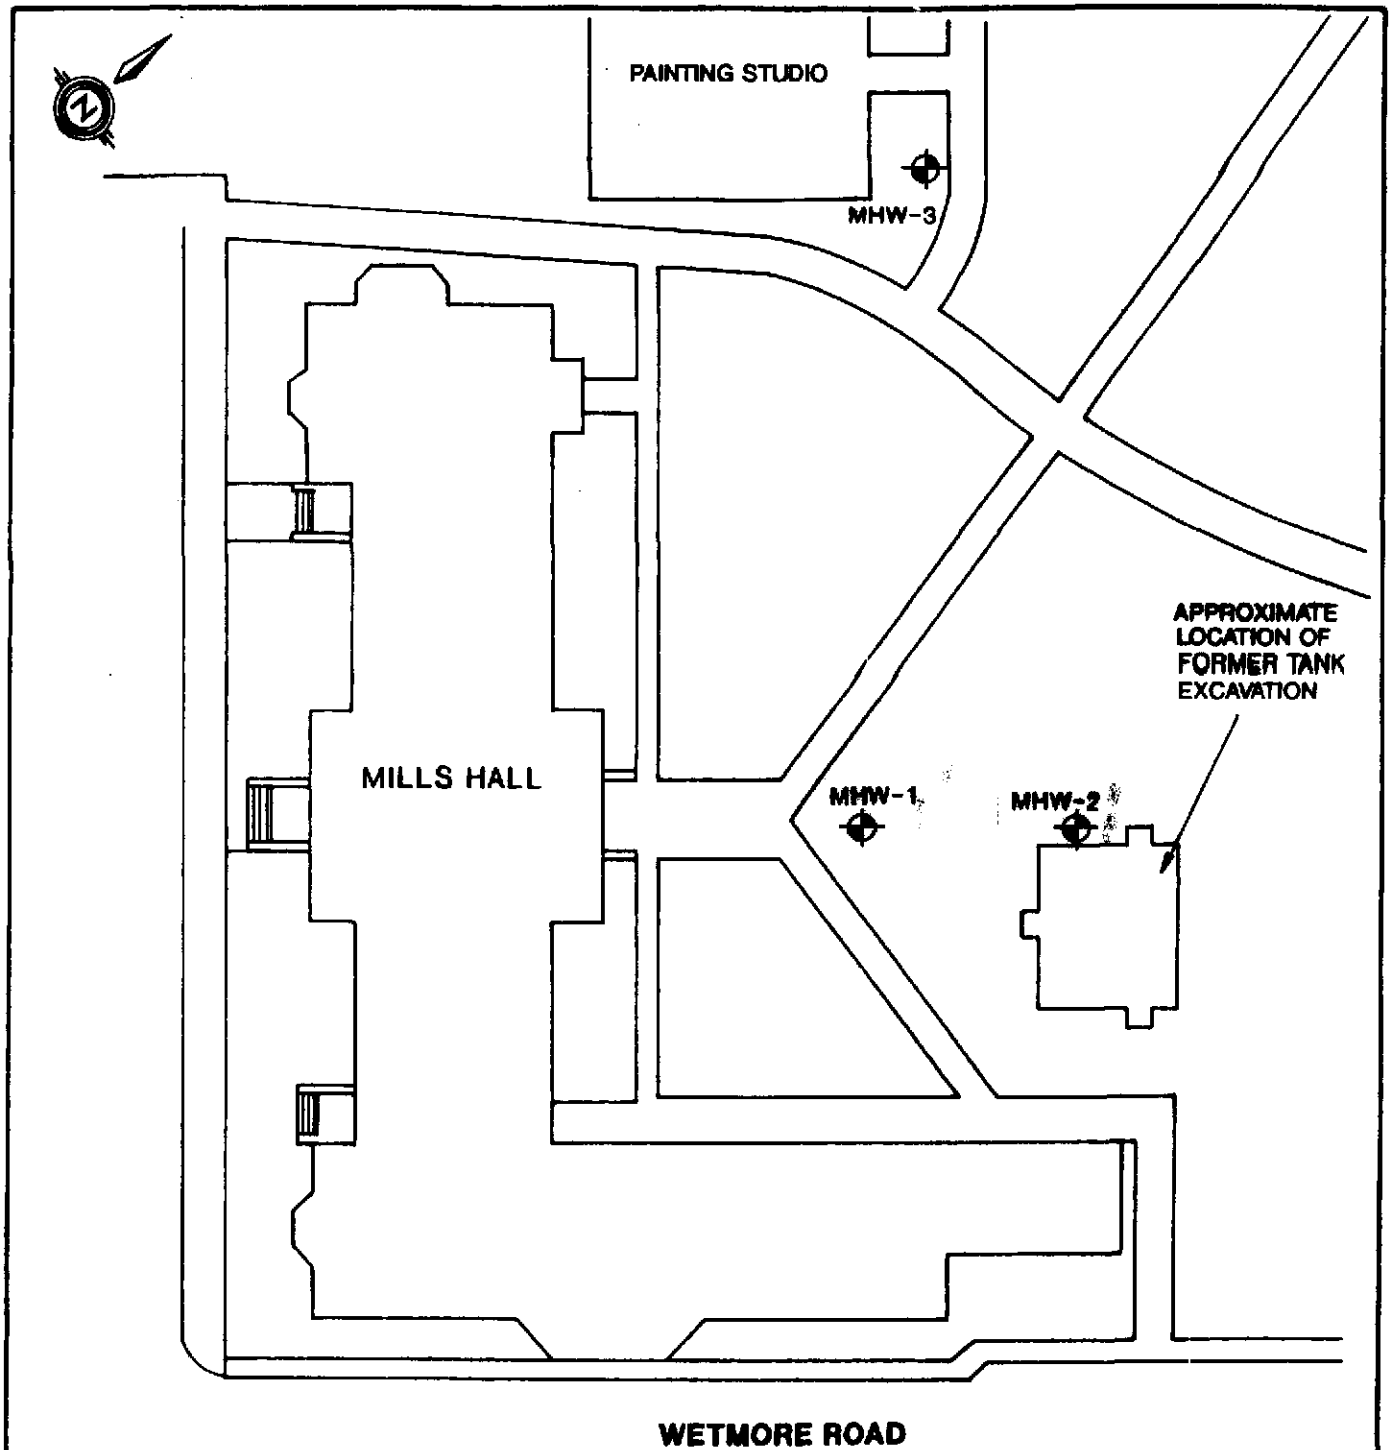 N
PAINTING STUDIO
MHW-3
APPROXIMATE
LOCATION OF
FORMER TANK
EXCAVATION
MILLS HALL
MHW-1
MHW-2
WETMORE ROAD